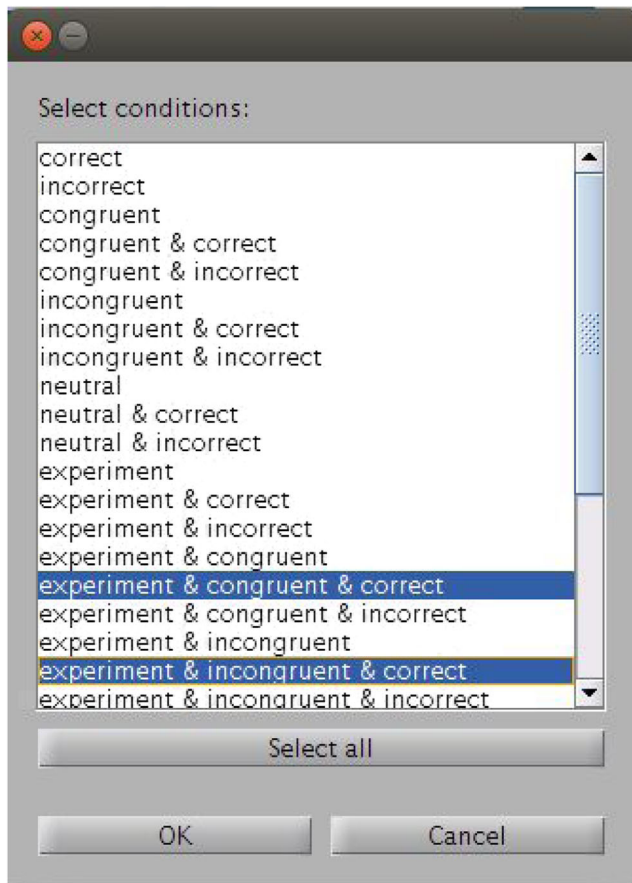 Select conditions:
correct
incorrect
congruent
congruent & correct
congruent & incorrect
incongruent
incongruent & correct
incongruent & incorrect
neutral
neutral & correct
neutral & incorrect
experiment
experiment & correct
experiment & incorrect
experiment & congruent
experiment & congruent & correct
experiment & congruent & incorrect
experiment & incongruent
experiment & incongruent & correct
experiment & incongruent & incorrect
Select all
OK
Cancel